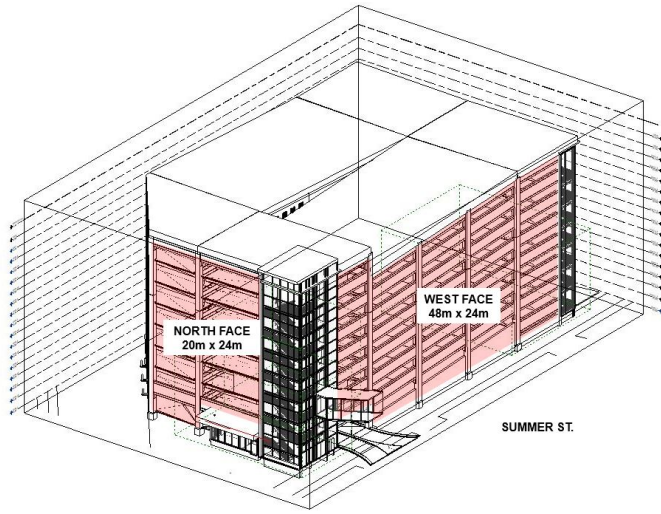 NORTH FACE
20m x 24m
WEST FACE
48m x 24m
SUMMER ST.